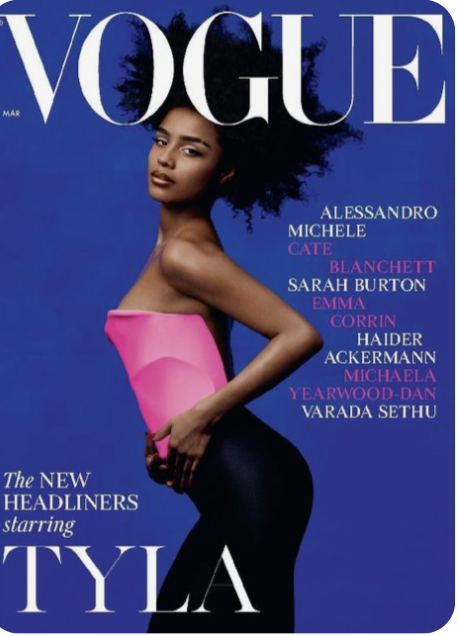 VOGUE
MAR
ALESSANDRO
MICHELE
CATE
BLANCHETT
SARAH BURTON
EMMA
CORRIN
HAIDER
ACKERMANN
MICHAELA
YEARWOOD-DAN
VARADA SETHU
The NEW
HEADLINERS
starring
TYLA